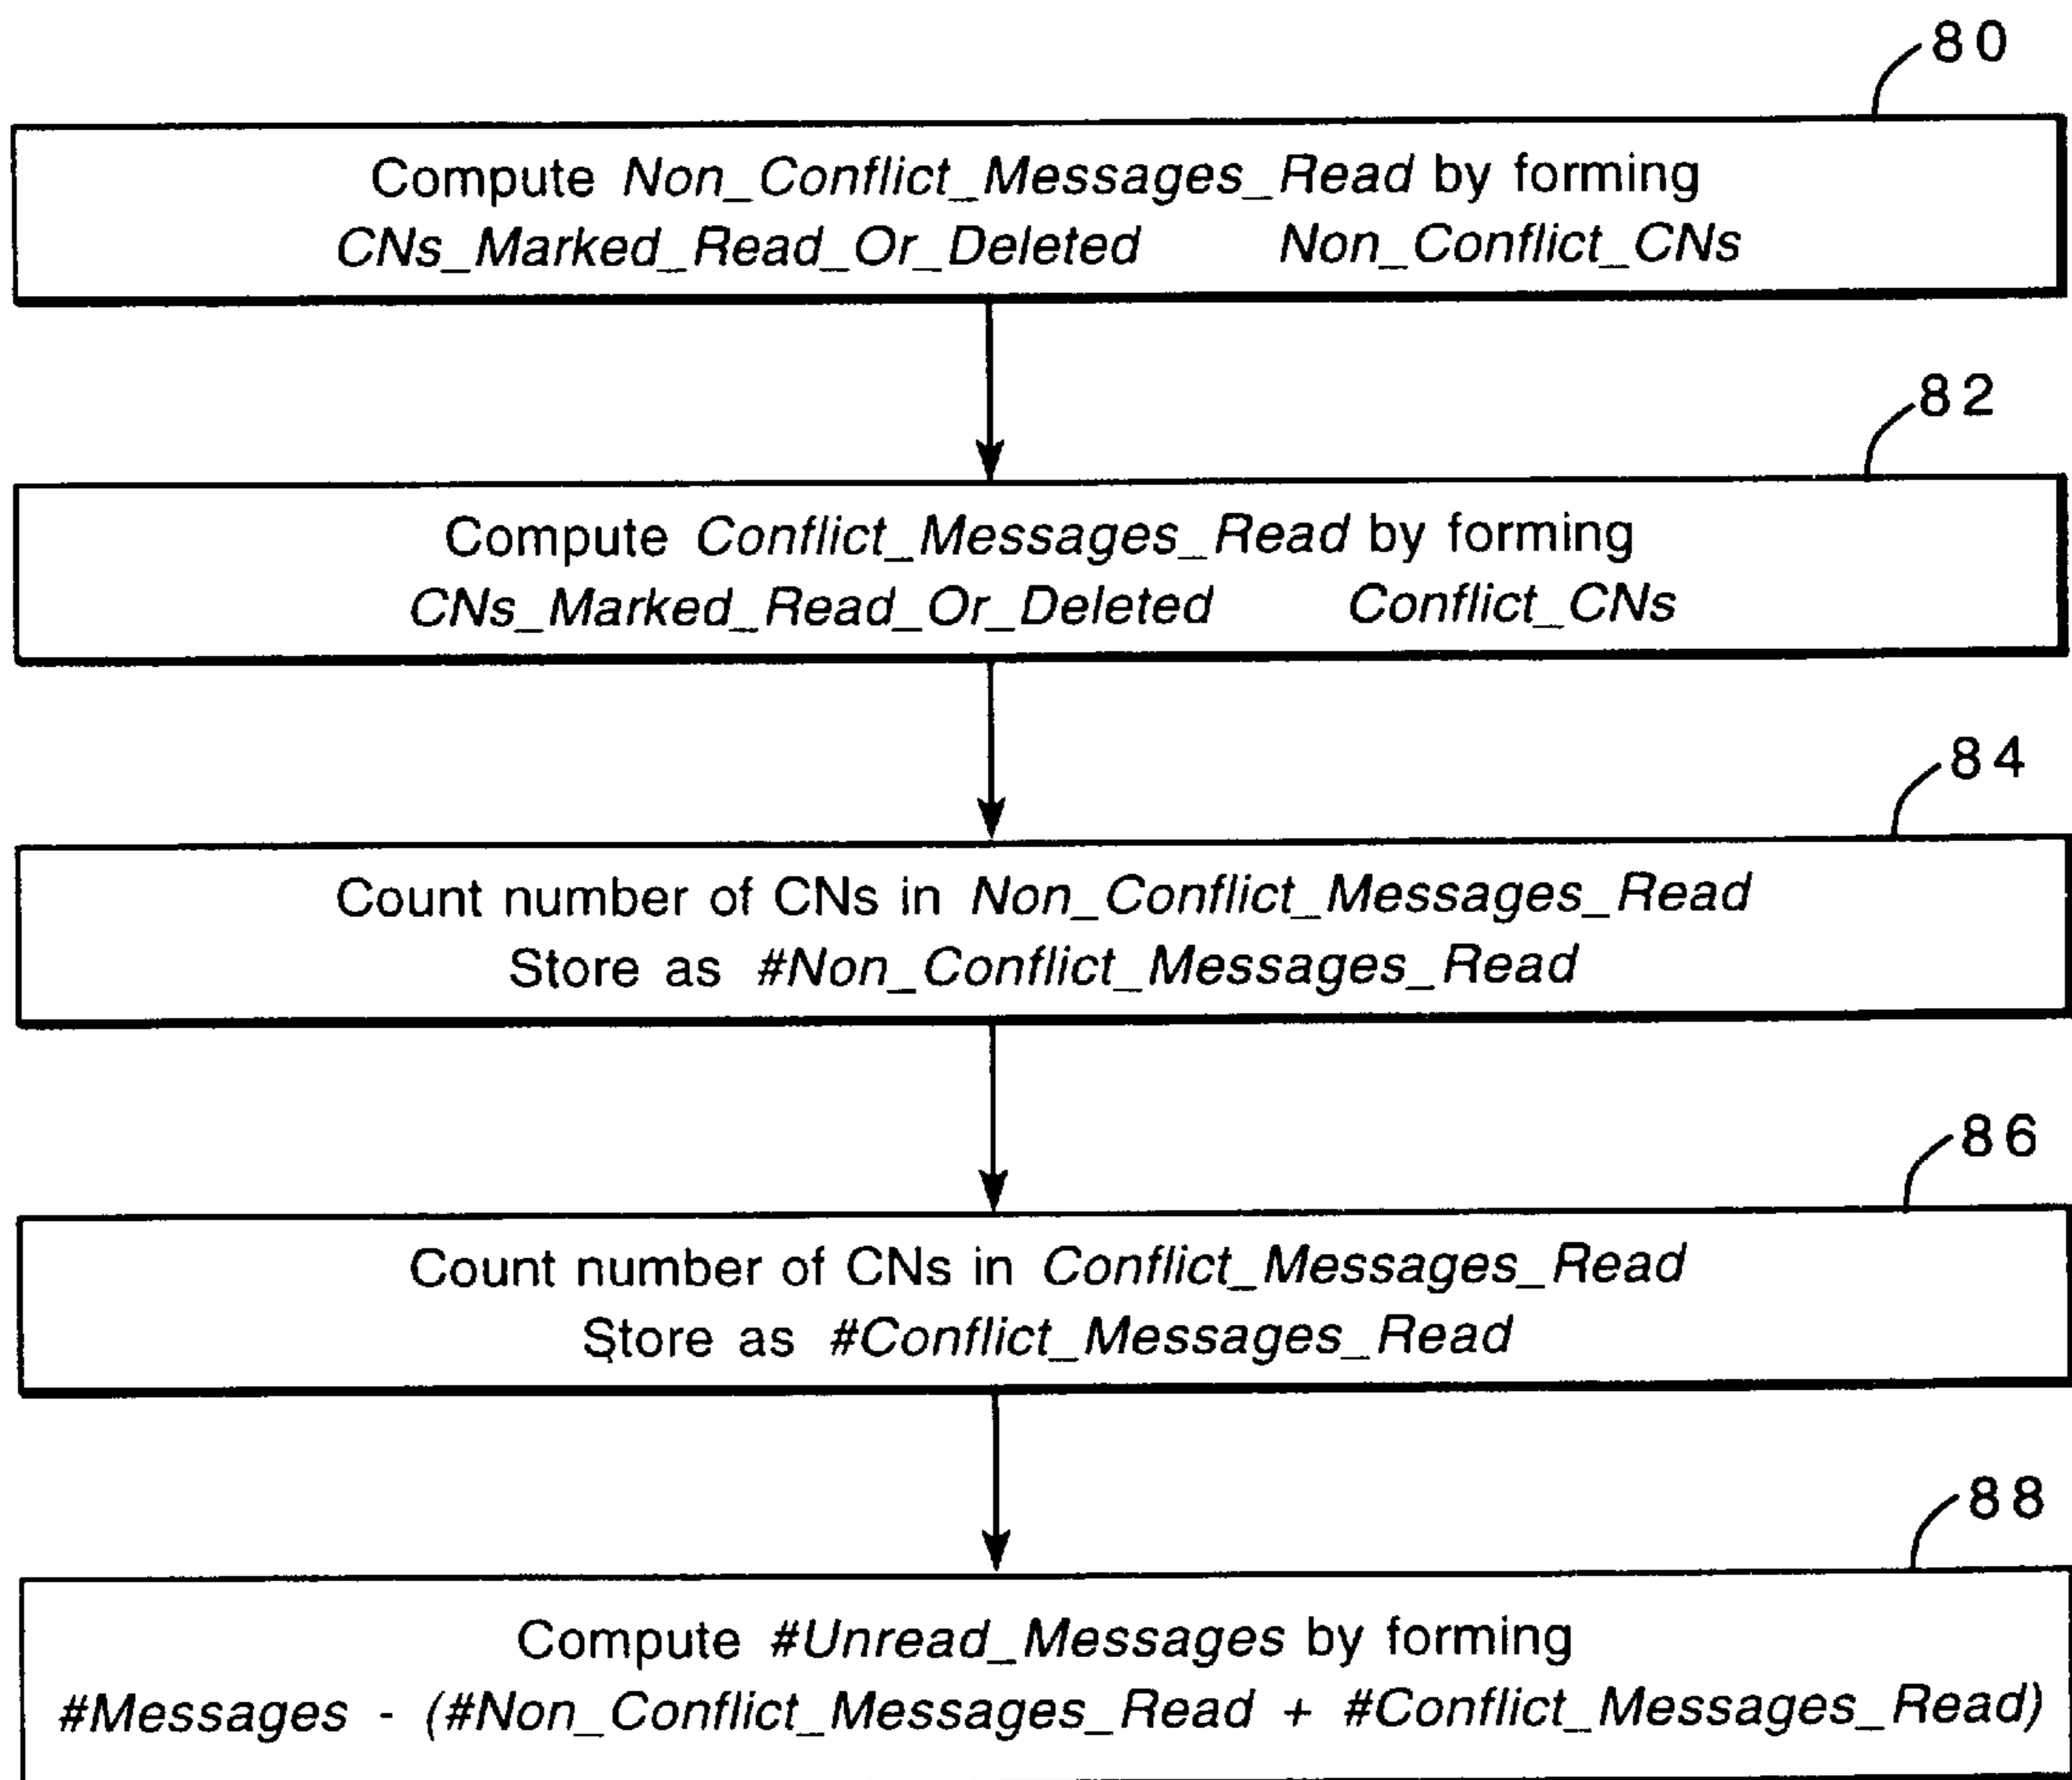 80
Compute Non_Conflict_Messages_Read by forming
CNs_Marked_Read_Or_Deleted Non_Conflict_CNs
82
Compute Conflict_Messages_Read by forming
CNs_Marked_Read_Or_Deleted Conflict_CNs
84
Count number of CNs in Non_Conflict_Messages_Read
Store as #Non_Conflict_Messages_Read
86
Count number of CNs in Conflict_Messages_Read
Store as #Conflict_Messages_Read
88
Compute #Unread_Messages by forming
#Messages - (#Non_Conflict_Messages_Read + #Conflict_Messages_Read)